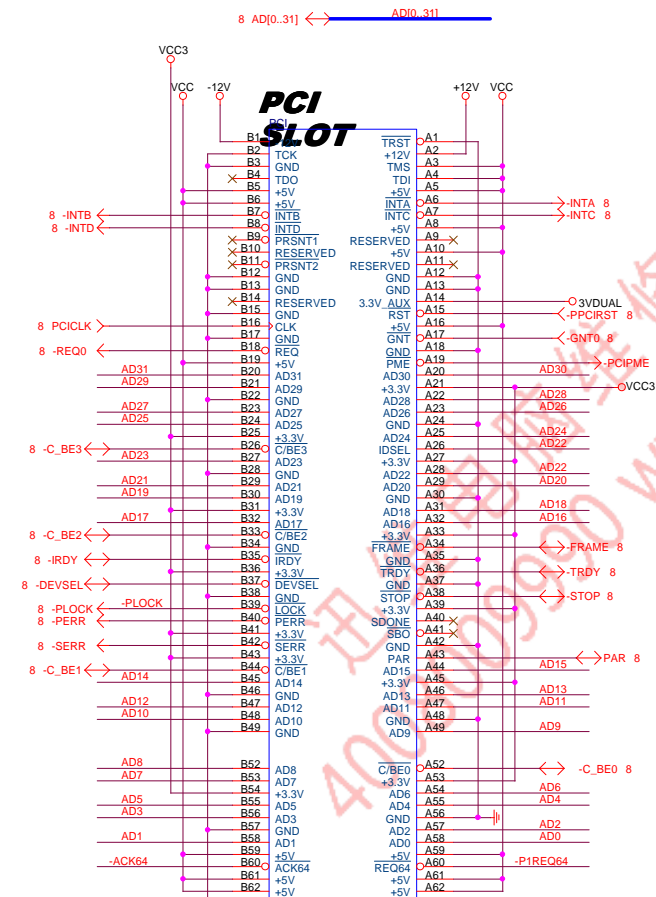 8 AD[0..31] AD[0..31]
VCC3
VCC -12V +12V VCC
PCI
SLOT
PCI
B1 TRST A1
B2 TCK +12V A2
B3 GND TMS A3
B4 TDO TDI A4
B5 +5V +5V A5
B6 +5V INTA A6 -INTA 8
8 -INTB B7 INTB INTC A7 -INTC 8
8 -INTD B8 INTD +5V A8
B9 PRSNT1 RESERVED A9
B10 RESERVED +5V A10
B11 PRSNT2 RESERVED A11
B12 GND GND A12
B13 GND GND A13
B14 RESERVED 3.3V_AUX A14 3VDUAL
B15 GND RST A15 -PPCIRST 8
8 PCICLK B16 CLK +5V A16
B17 GND GNT A17 -GNT0 8
8 -REQ0 B18 REQ GND A18
B19 +5V PME A19 -PCIPME
AD31 B20 AD31 AD30 A20 AD30
AD29 B21 AD29 +3.3V A21 VCC3
B22 GND AD28 A22 AD28
AD27 B23 AD27 AD26 A23 AD26
AD25 B24 AD25 GND A24
B25 +3.3V AD24 A25 AD24
8 -C_BE3 B26 C/BE3 IDSEL A26 AD22
AD23 B27 AD23 +3.3V A27
B28 GND AD22 A28 AD22
AD21 B29 AD21 AD20 A29 AD20
AD19 B30 AD19 GND A30
B31 +3.3V AD18 A31 AD18
AD17 B32 AD17 AD16 A32 AD16
8 -C_BE2 B33 C/BE2 +3.3V A33
B34 GND FRAME A34 -FRAME 8
8 -IRDY B35 IRDY GND A35
B36 +3.3V TRDY A36 -TRDY 8
8 -DEVSEL B37 DEVSEL GND A37
B38 GND STOP A38 -STOP 8
8 -PLOCK -PLOCK B39 LOCK +3.3V A39
8 -PERR B40 PERR SDONE A40
B41 +3.3V SBO A41
8 -SERR B42 SERR GND A42
B43 +3.3V PAR A43 PAR 8
8 -C_BE1 B44 C/BE1 AD15 A44 AD15
AD14 B45 AD14 +3.3V A45
B46 GND AD13 A46 AD13
AD12 B47 AD12 AD11 A47 AD11
AD10 B48 AD10 GND A48
B49 GND AD9 A49 AD9
AD8 B52 AD8 C/BE0 A52 -C_BE0 8
AD7 B53 AD7 +3.3V A53
B54 +3.3V AD6 A54 AD6
AD5 B55 AD5 AD4 A55 AD4
AD3 B56 AD3 GND A56
B57 GND AD2 A57 AD2
AD1 B58 AD1 AD0 A58 AD0
B59 +5V +5V A59
-ACK64 B60 ACK64 REQ64 A60 -P1REQ64
B61 +5V +5V A61
B62 +5V +5V A62
迅维电脑维修